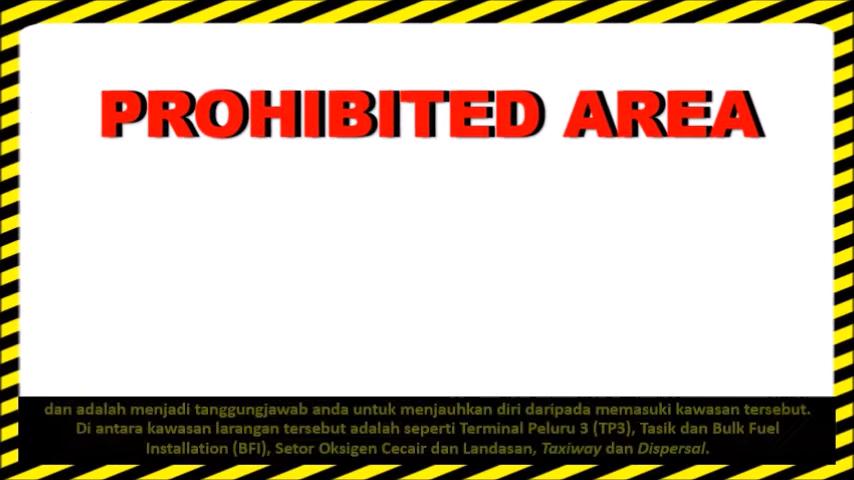 PROHIBITED AREA
dan adalah menjadi tanggungjawab anda untuk menjauhkan diri daripada memasuki kawasan tersebut.
Di antara kawasan larangan tersebut adalah seperti Terminal Peluru 3 (TP3), Tasik dan Bulk Fuel
Installation (BFI), Setor Oksigen Cecair dan Landasan, Taxiway dan Dispersal.